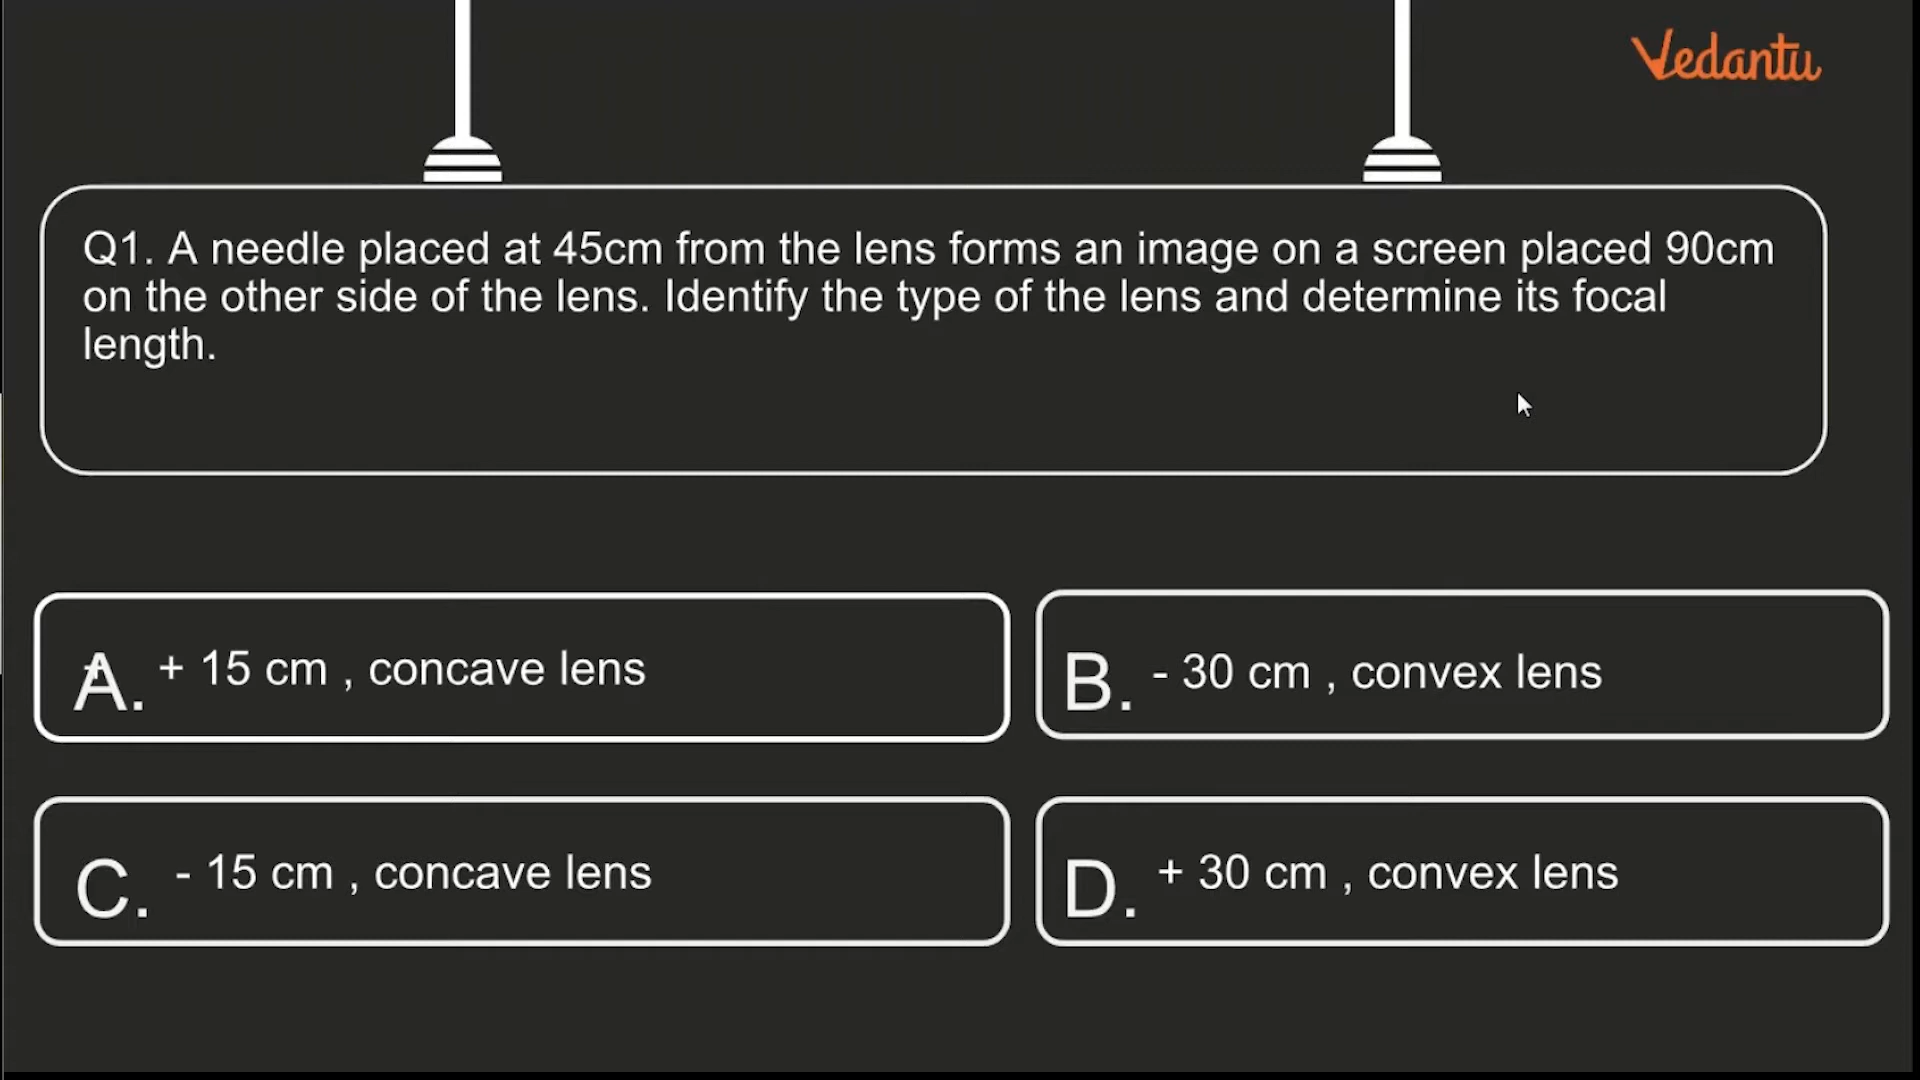 Vedantu
Q1. A needle placed at 45cm from the lens forms an image on a screen placed 90cm
on the other side of the lens. Identify the type of the lens and determine its focal
length.
A. + 15 cm , concave lens
B. - 30 cm , convex lens
C. - 15 cm , concave lens
D. + 30 cm , convex lens